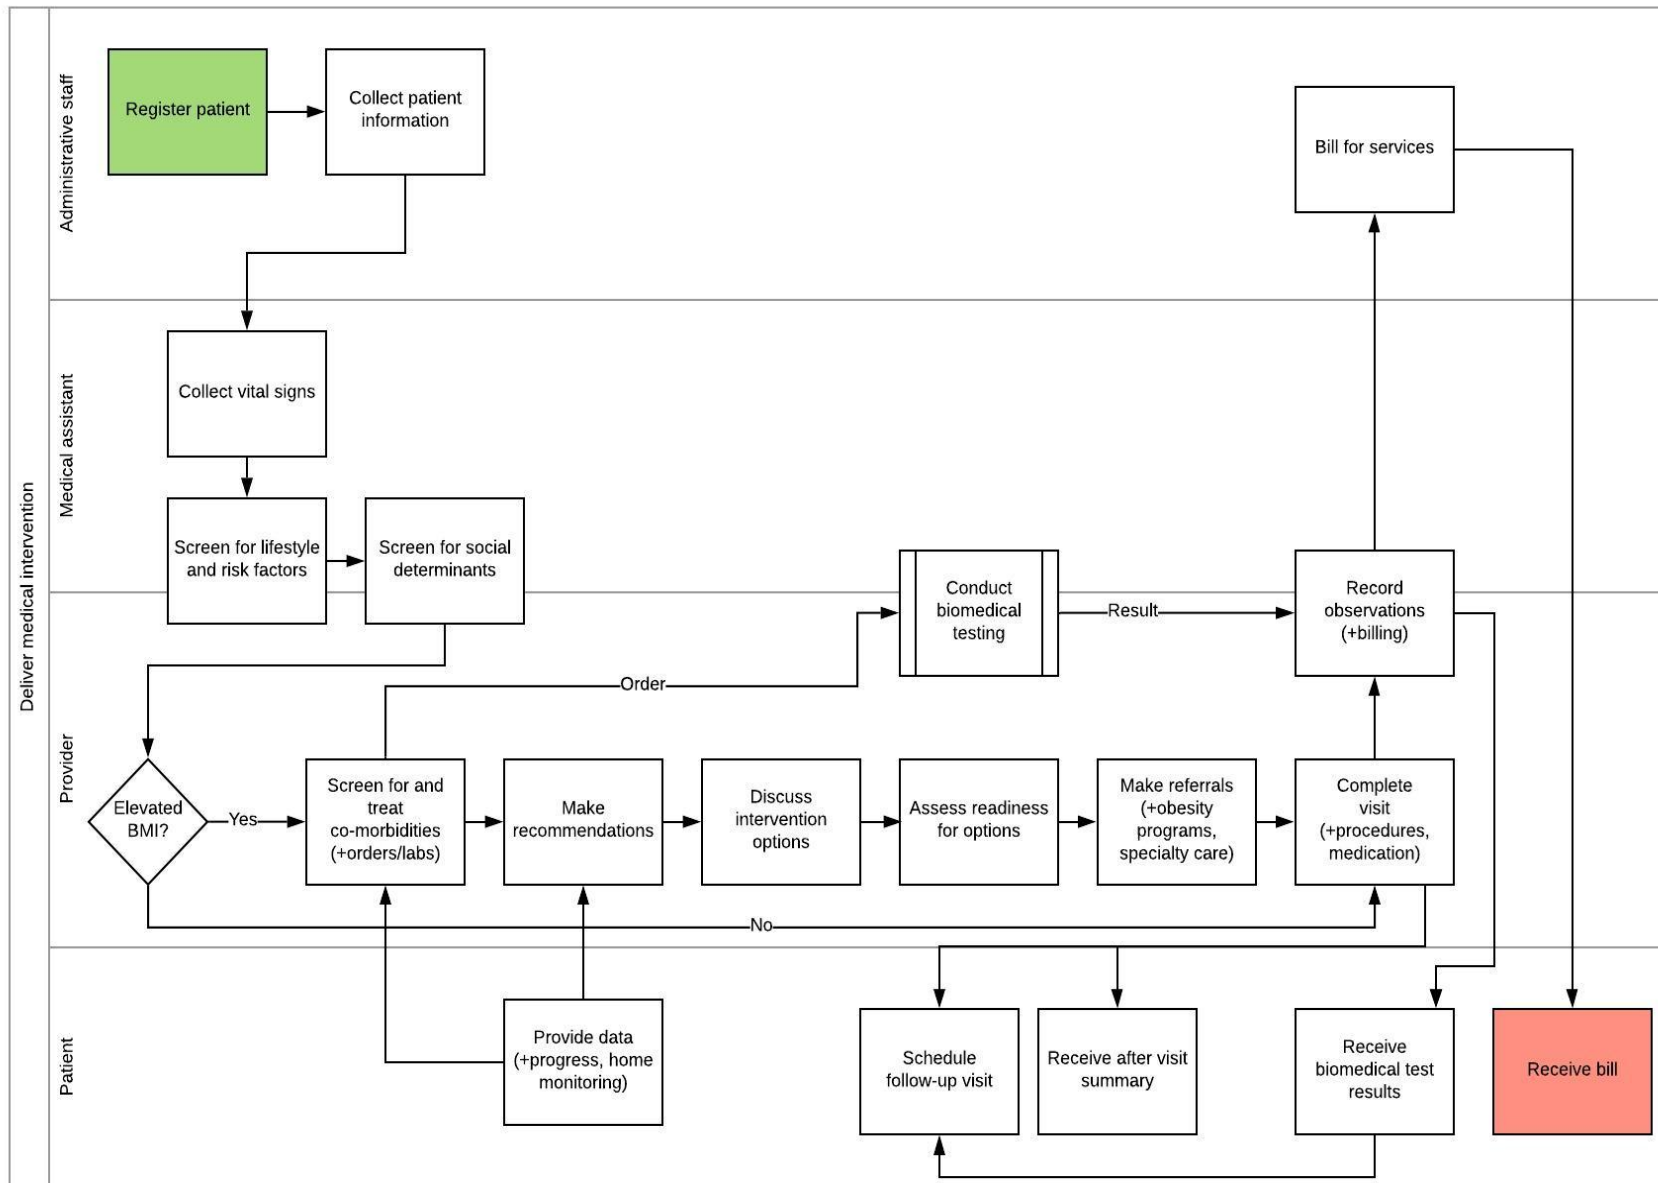 Deliver medical intervention
Administrative staff
Register patient
Collect patient
information
Bill for services
Medical assistant
Collect vital signs
Screen for lifestyle
and risk factors
Screen for social
determinants
Conduct
biomedical
testing
Result
Record
observations
(+billing)
Order
Provider
Elevated
BMI?
Yes
Screen for and
treat
co-morbidities
(+orders/labs)
Make
recommendations
Discuss
intervention
options
Assess readiness
for options
Make referrals
(+obesity
programs,
specialty care)
Complete
visit
(+procedures,
medication)
No
Patient
Provide data
(+progress, home
monitoring)
Schedule
follow-up visit
Receive after visit
summary
Receive
biomedical test
results
Receive bill